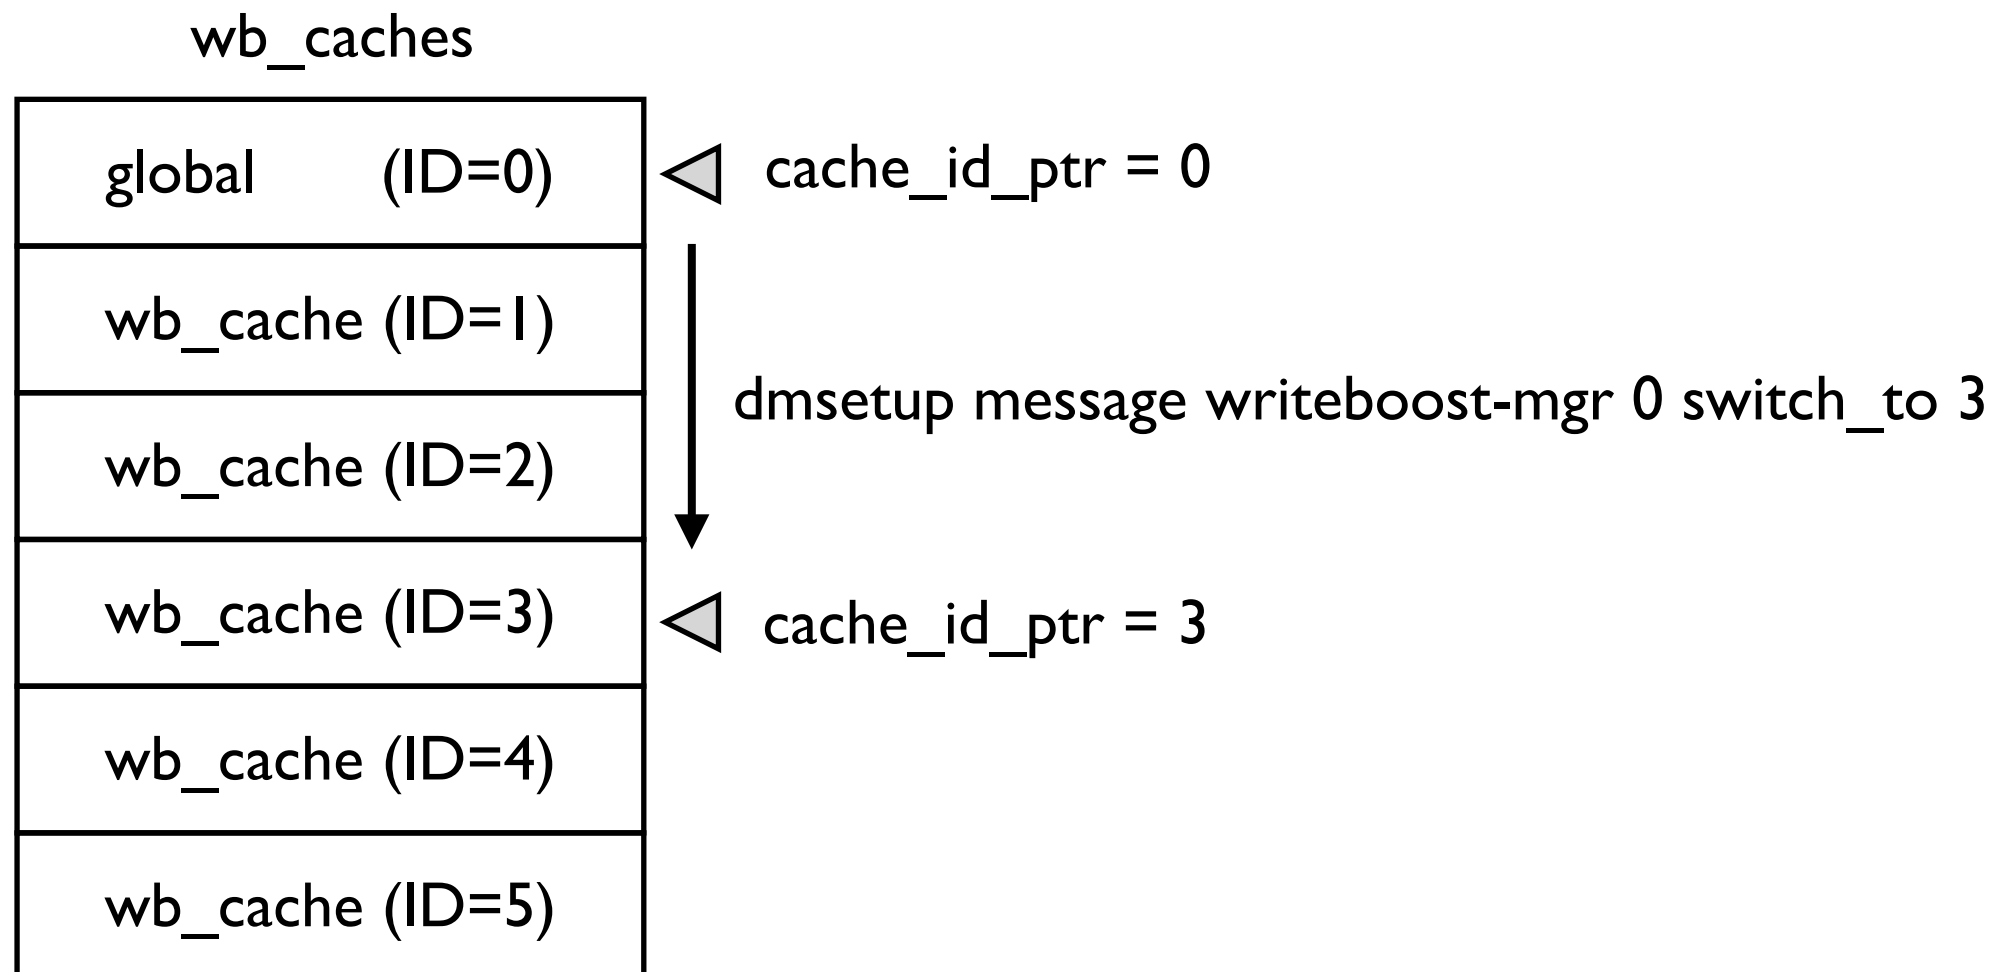 wb_caches
global (ID=0)
cache_id_ptr = 0
wb_cache (ID=1)
dmsetup message writeboost-mgr 0 switch_to 3
wb_cache (ID=2)
wb_cache (ID=3)
cache_id_ptr = 3
wb_cache (ID=4)
wb_cache (ID=5)